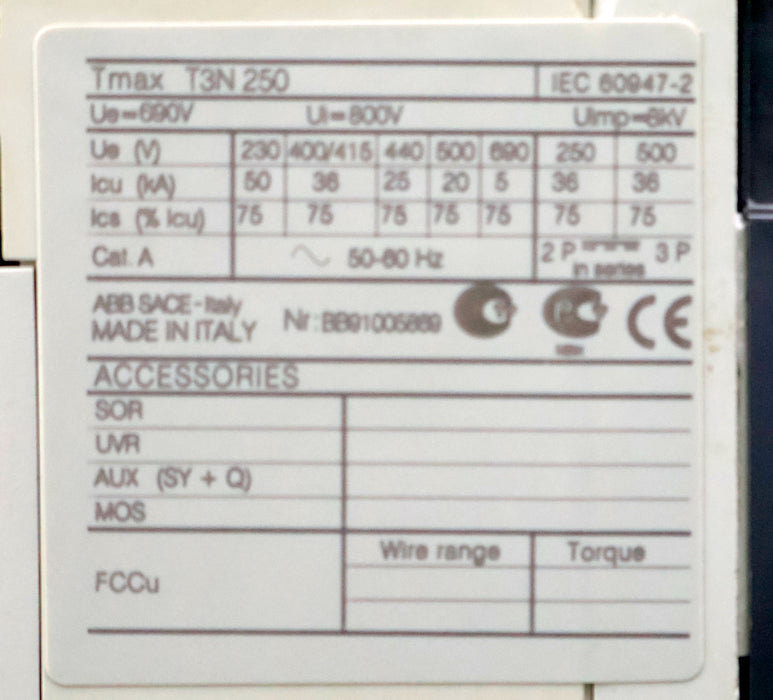 Tmax T3N 250 IEC 60947-2
Ue=690V Ui=800V Uimp=8kV
Ue (V) 230 400/415 440 500 690 250 500
Icu (kA) 50 36 25 20 5 36 36
Ics (% Icu) 75 75 75 75 75 75 75
Cat. A ~ 50-60 Hz 2 P 3 P
in series
ABB SACE - Italy
MADE IN ITALY Nr: BB91005889 CE
ACCESSORIES
SOR
UVR
AUX (SY + Q)
MOS
Wire range Torque
FCCu